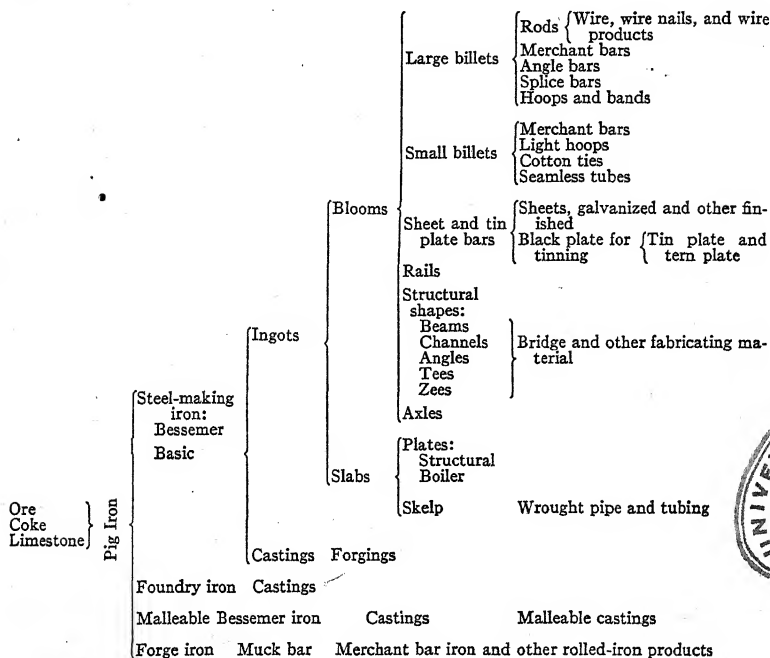 Rods { Wire, wire nails, and wire
products
Large billets
Merchant bars
Angle bars
Splice bars
Hoops and bands
Small billets
Merchant bars
Light hoops
Cotton ties
Seamless tubes
Blooms
Sheet and tin
plate bars
Sheets, galvanized and other fin-
ished
Black plate for
tinning
Tin plate and
tern plate
Rails
Structural
shapes:
Beams
Channels
Angles
Tees
Zees
Bridge and other fabricating ma-
terial
Axles
Ingots
Slabs
Plates:
Structural
Boiler
Skelp Wrought pipe and tubing
Steel-making
iron:
Bessemer
Basic
Castings Forgings
Ore
Coke
Limestone
Pig Iron
Foundry iron Castings
Malleable Bessemer iron Castings Malleable castings
Forge iron Muck bar Merchant bar iron and other rolled-iron products